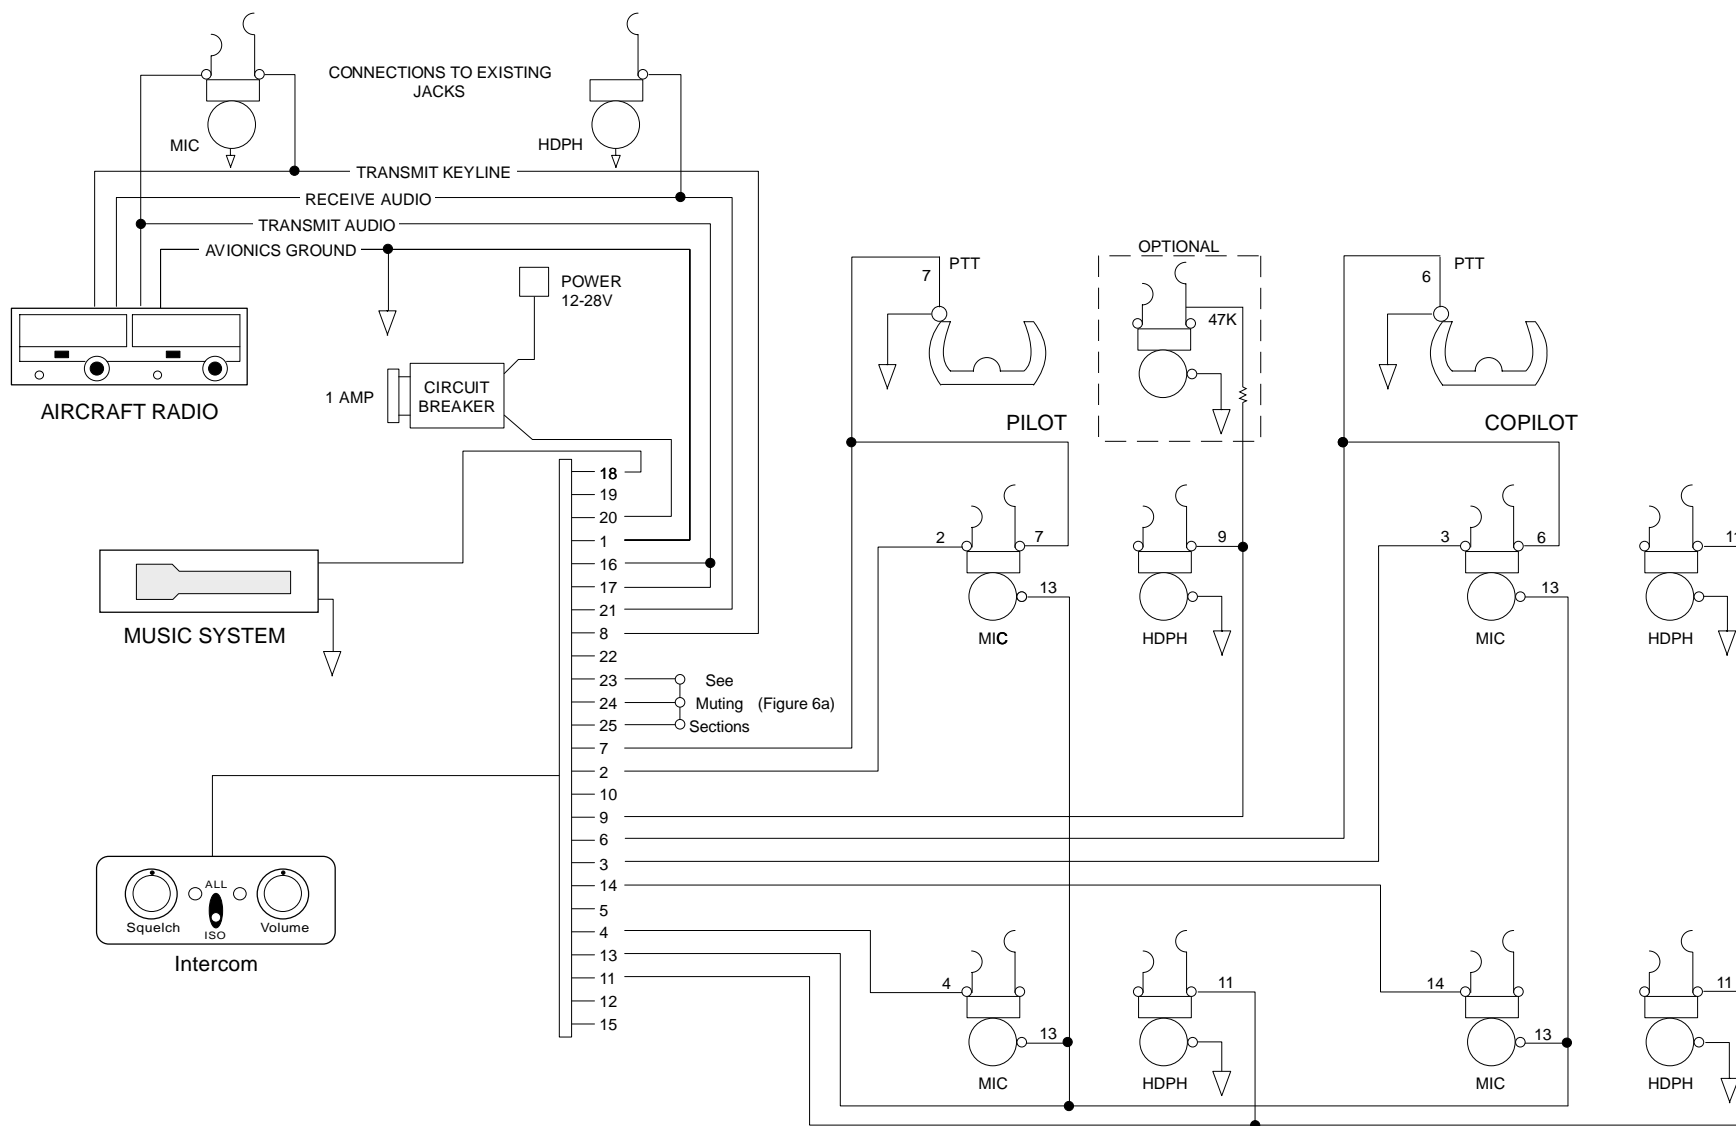 CONNECTIONS TO EXISTING
JACKS
MIC
HDPH
TRANSMIT KEYLINE
RECEIVE AUDIO
TRANSMIT AUDIO
AVIONICS GROUND
POWER
12-28V
1 AMP
CIRCUIT
BREAKER
AIRCRAFT RADIO
MUSIC SYSTEM
Squelch
ALL
ISO
Volume
Intercom
18
19
20
1
16
17
21
8
22
23
24
25
7
2
10
9
6
3
14
5
4
13
11
12
15
See
Muting (Figure 6a)
Sections
7
PTT
PILOT
OPTIONAL
47K
6
PTT
COPILOT
2
7
13
MIC
9
HDPH
3
6
13
MIC
11
HDPH
4
13
MIC
11
HDPH
14
13
MIC
11
HDPH